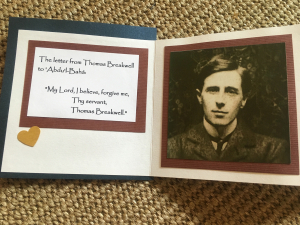 The letter from Thomas Breakwell
to 'Abdu'l-Bahá:
"My Lord, I believe, forgive me,
Thy servant,
Thomas Breakwell."